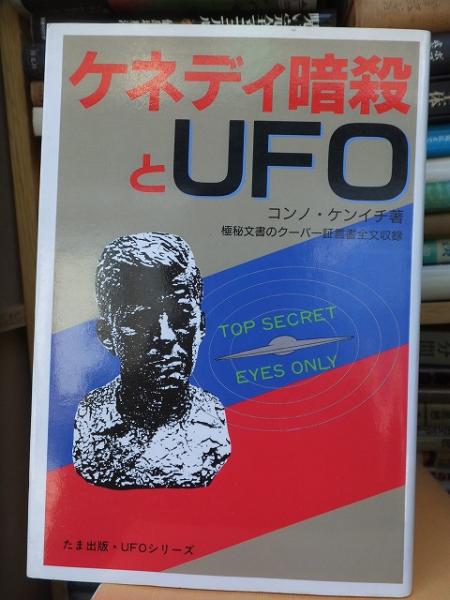 ケネディ暗殺
とUFO
コンノ・ケンイチ著
極秘文書のクーパー証言書全文収録
TOP SECRET
EYES ONLY
たま出版・UFOシリーズ